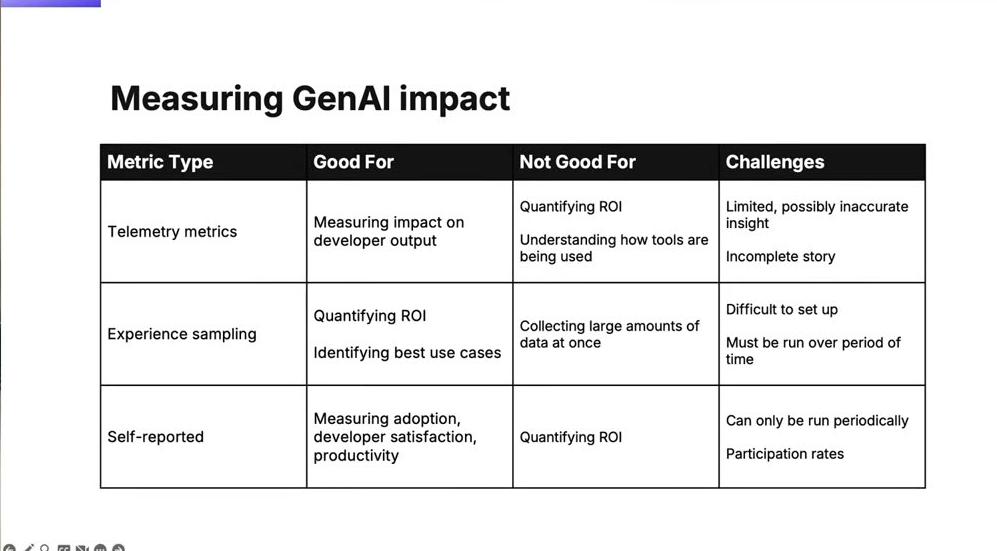 Measuring GenAI impact
Metric Type
Good For
Not Good For
Challenges
Telemetry metrics
Measuring impact on
developer output
Quantifying ROI
Understanding how tools are
being used
Limited, possibly inaccurate
insight
Incomplete story
Experience sampling
Quantifying ROI
Identifying best use cases
Collecting large amounts of
data at once
Difficult to set up
Must be run over period of
time
Self-reported
Measuring adoption,
developer satisfaction,
productivity
Quantifying ROI
Can only be run periodically
Participation rates